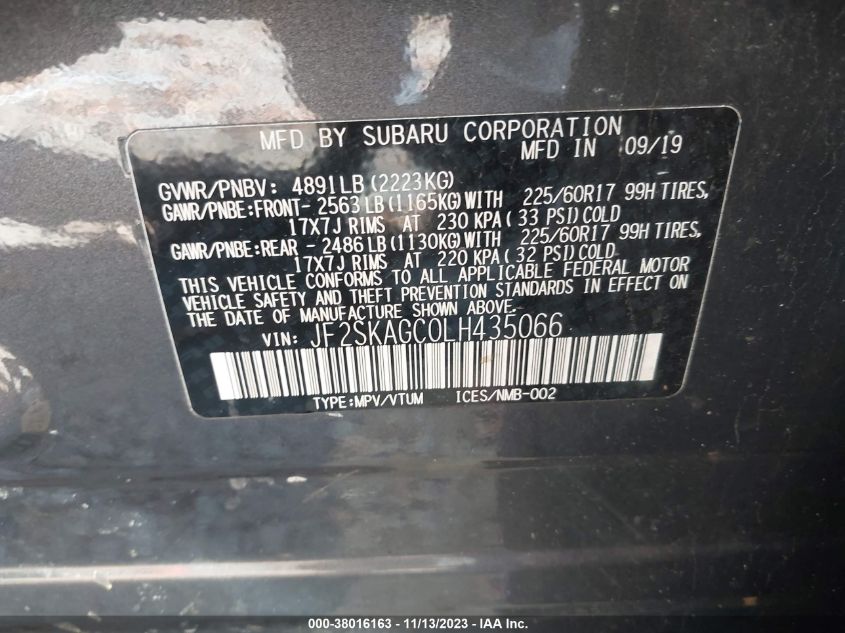 MFD BY SUBARU CORPORATION
MFD IN 09/19
GVWR/PNBV: 4891LB (2223KG)
GAWR/PNBE:FRONT- 2563LB(1165KG)WITH 225/60R17 99H TIRES,
17X7J RIMS AT 230 KPA( 33 PSI)COLD
GAWR/PNBE:REAR - 2486LB(1130KG)WITH 225/60R17 99H TIRES,
17X7J RIMS AT 220 KPA( 32 PSI)COLD
THIS VEHICLE CONFORMS TO ALL APPLICABLE FEDERAL MOTOR
VEHICLE SAFETY AND THEFT PREVENTION STANDARDS IN EFFECT ON
THE DATE OF MANUFACTURE SHOWN ABOVE.
VIN: JF2SKAGC0LH435066
TYPE:MPV/VTUM ICES/NMB-002
000-38016163 - 11/13/2023 - IAA Inc.